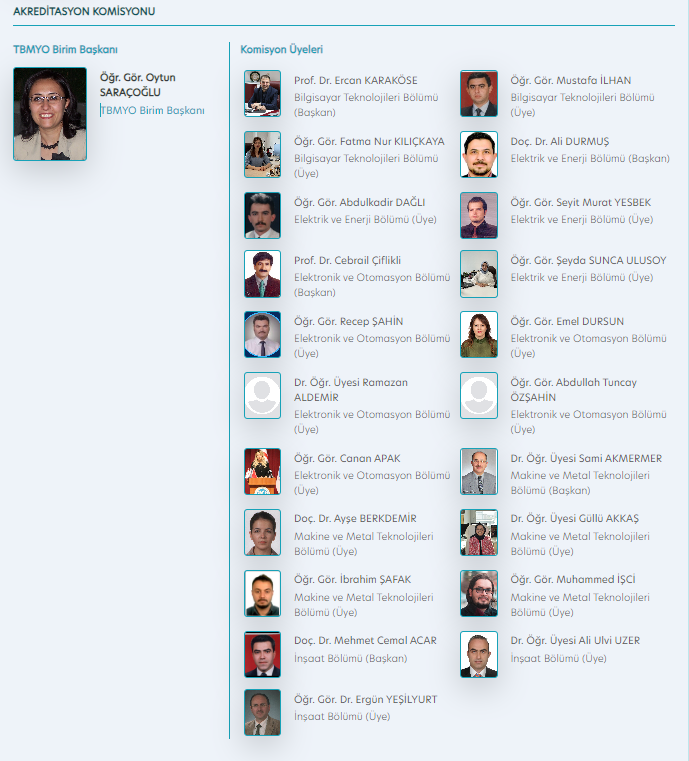 AKREDİTASYON KOMİSYONU
TBMYO Birim Başkanı
Öğr. Gör. Oytun
SARAÇOĞLU
TBMYO Birim Başkanı
Komisyon Üyeleri
Prof. Dr. Ercan KARAKÖSE
Bilgisayar Teknolojileri Bölümü
(Başkan)
Öğr. Gör. Mustafa İLHAN
Bilgisayar Teknolojileri Bölümü
(Üye)
Öğr. Gör. Fatma Nur KILIÇKAYA
Bilgisayar Teknolojileri Bölümü
(Üye)
Doç. Dr. Ali DURMUŞ
Elektrik ve Enerji Bölümü (Başkan)
Öğr. Gör. Abdulkadir DAĞLI
Elektrik ve Enerji Bölümü (Üye)
Öğr. Gör. Seyit Murat YESBEK
Elektrik ve Enerji Bölümü (Üye)
Prof. Dr. Cebrail Çiflikli
Elektronik ve Otomasyon Bölümü
(Başkan)
Öğr. Gör. Şeyda SUNCA ULUSOY
Elektrik ve Enerji Bölümü (Üye)
Öğr. Gör. Recep ŞAHİN
Elektronik ve Otomasyon Bölümü
(Üye)
Öğr. Gör. Emel DURSUN
Elektronik ve Otomasyon Bölümü
(Üye)
Dr. Öğr. Üyesi Ramazan
ALDEMİR
Elektronik ve Otomasyon Bölümü
(Üye)
Öğr. Gör. Abdullah Tuncay
ÖZŞAHİN
Elektronik ve Otomasyon Bölümü
(Üye)
Öğr. Gör. Canan APAK
Elektronik ve Otomasyon Bölümü
(Üye)
Dr. Öğr. Üyesi Sami AKMERMER
Makine ve Metal Teknolojileri
Bölümü (Başkan)
Doç. Dr. Ayşe BERKDEMİR
Makine ve Metal Teknolojileri
Bölümü (Üye)
Dr. Öğr. Üyesi Güllü AKKAŞ
Makine ve Metal Teknolojileri
Bölümü (Üye)
Öğr. Gör. İbrahim ŞAFAK
Makine ve Metal Teknolojileri
Bölümü (Üye)
Öğr. Gör. Muhammed İŞÇİ
Makine ve Metal Teknolojileri
Bölümü (Üye)
Doç. Dr. Mehmet Cemal ACAR
İnşaat Bölümü (Başkan)
Dr. Öğr. Üyesi Ali Ulvi UZER
İnşaat Bölümü (Üye)
Öğr. Gör. Dr. Ergün YEŞİLYURT
İnşaat Bölümü (Üye)